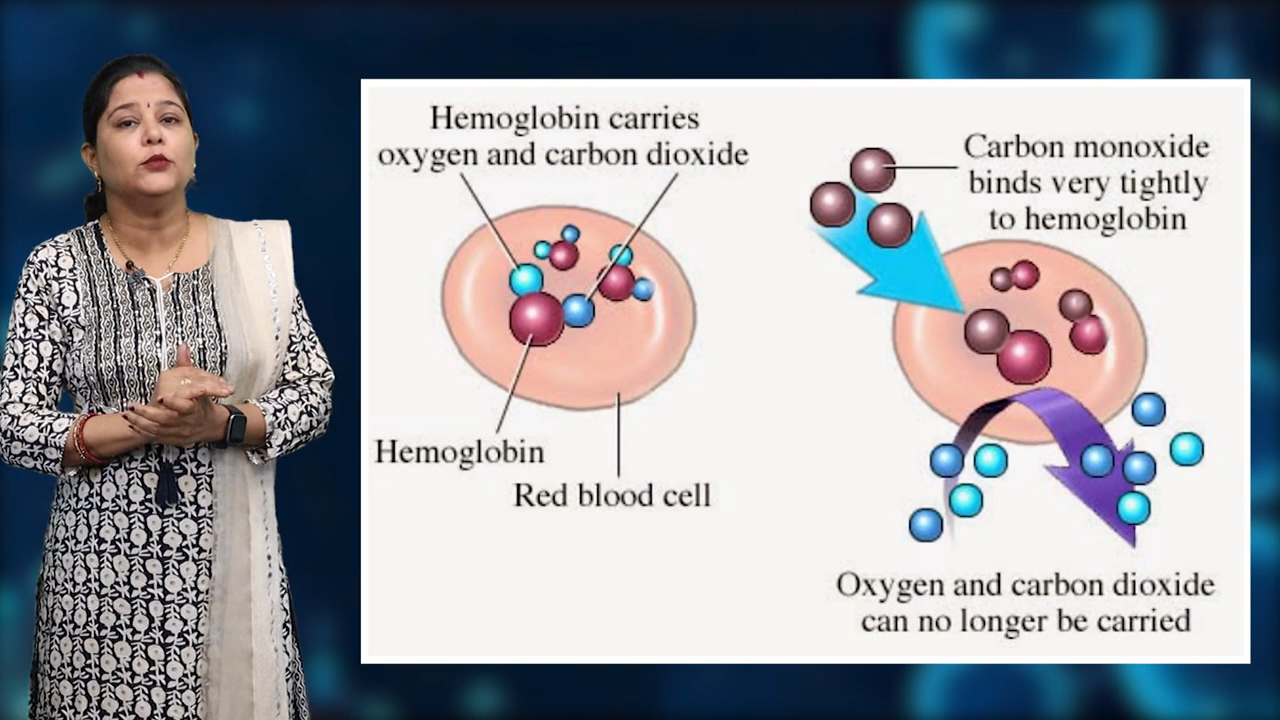 Hemoglobin carries
oxygen and carbon dioxide
Hemoglobin
Red blood cell
Carbon monoxide
binds very tightly
to hemoglobin
Oxygen and carbon dioxide
can no longer be carried